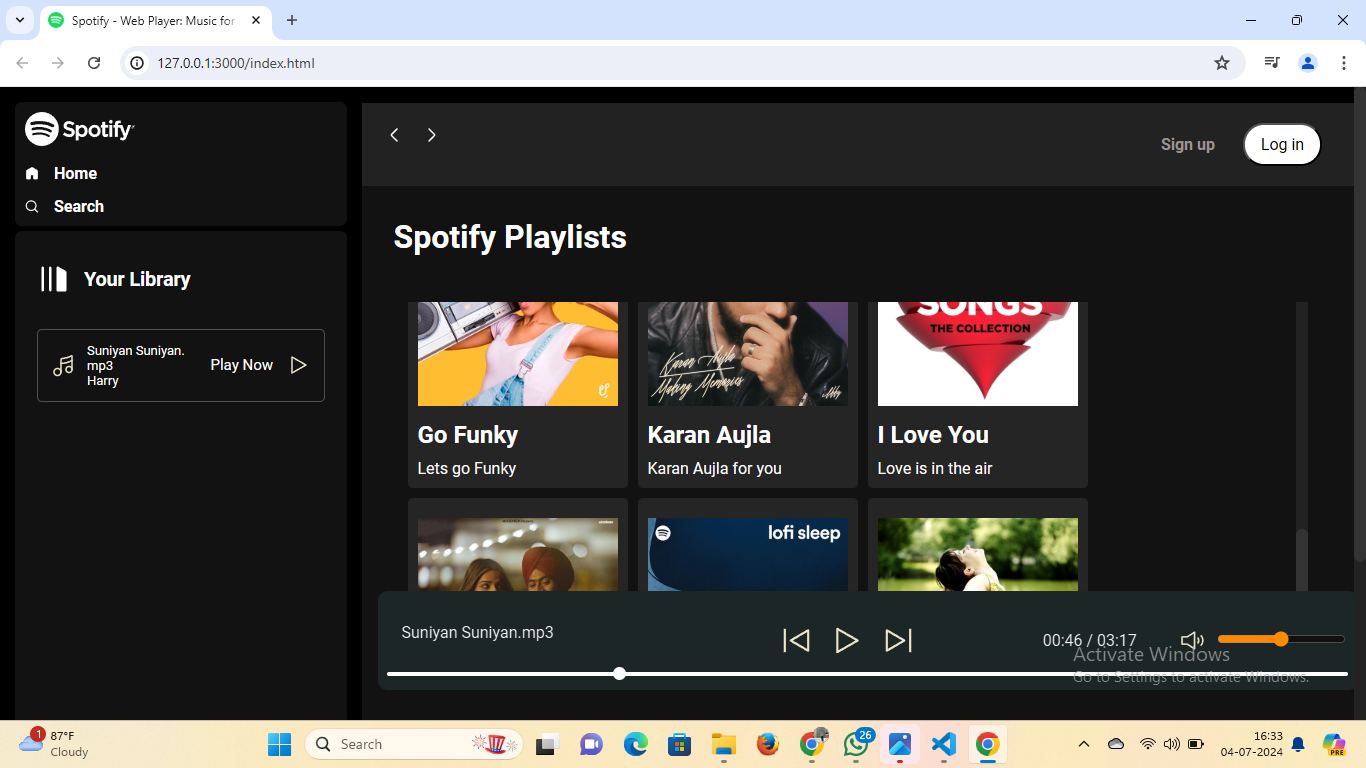 Spotify - Web Player: Music for
127.0.0.1:3000/index.html
Spotify
Home
Search
Your Library
Suniyan Suniyan.
mp3
Harry
Play Now
Sign up
Log in
Spotify Playlists
SONGS
THE COLLECTION
Karan Aujla
Making Memories
Go Funky
Lets go Funky
Karan Aujla
Karan Aujla for you
I Love You
Love is in the air
lofi sleep
Suniyan Suniyan.mp3
00:46 / 03:17
Activate Windows
Go to Settings to activate Windows.
1
87°F
Cloudy
Search
26
16:33
04-07-2024
PRE